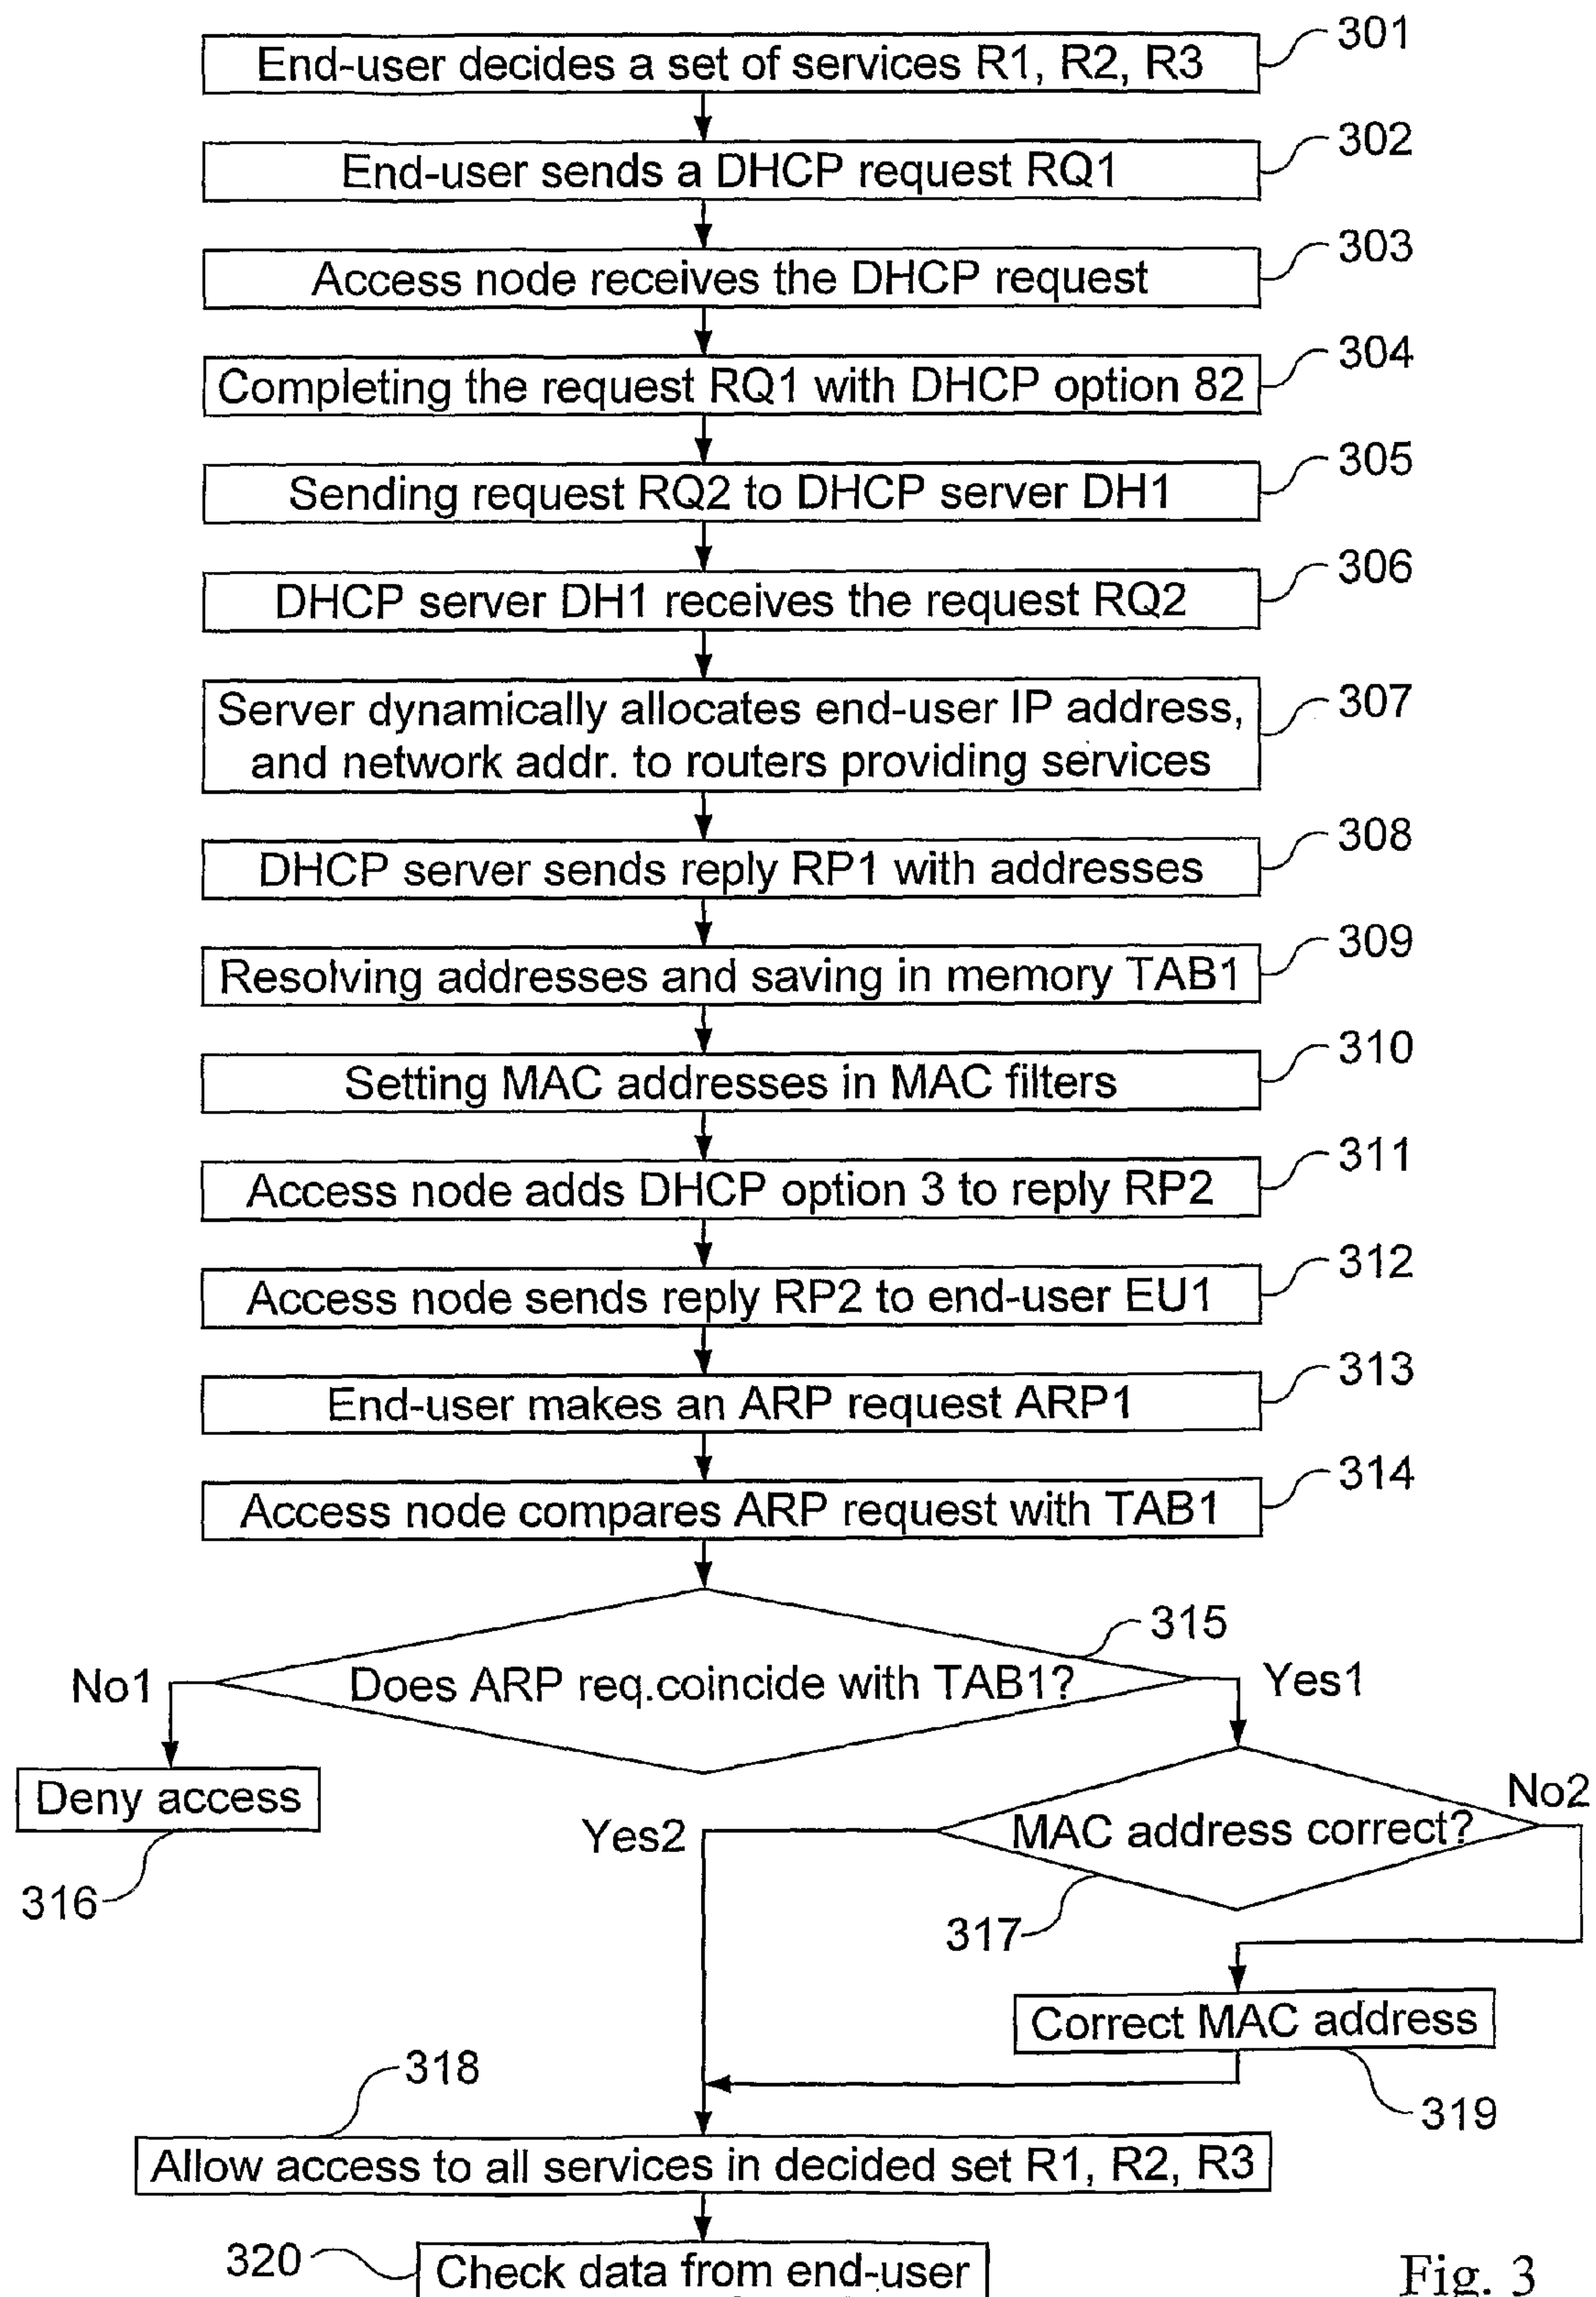 End-user decides a set of services R1, R2, R3
301
End-user sends a DHCP request RQ1
302
Access node receives the DHCP request
303
Completing the request RQ1 with DHCP option 82
304
Sending request RQ2 to DHCP server DH1
305
DHCP server DH1 receives the request RQ2
306
Server dynamically allocates end-user IP address,
and network addr. to routers providing services
307
DHCP server sends reply RP1 with addresses
308
Resolving addresses and saving in memory TAB1
309
Setting MAC addresses in MAC filters
310
Access node adds DHCP option 3 to reply RP2
311
Access node sends reply RP2 to end-user EU1
312
End-user makes an ARP request ARP1
313
Access node compares ARP request with TAB1
314
315
No1
Does ARP req.coincide with TAB1?
Yes1
Deny access
316
Yes2
MAC address correct?
No2
317
Correct MAC address
319
318
Allow access to all services in decided set R1, R2, R3
320
Check data from end-user
Fig. 3